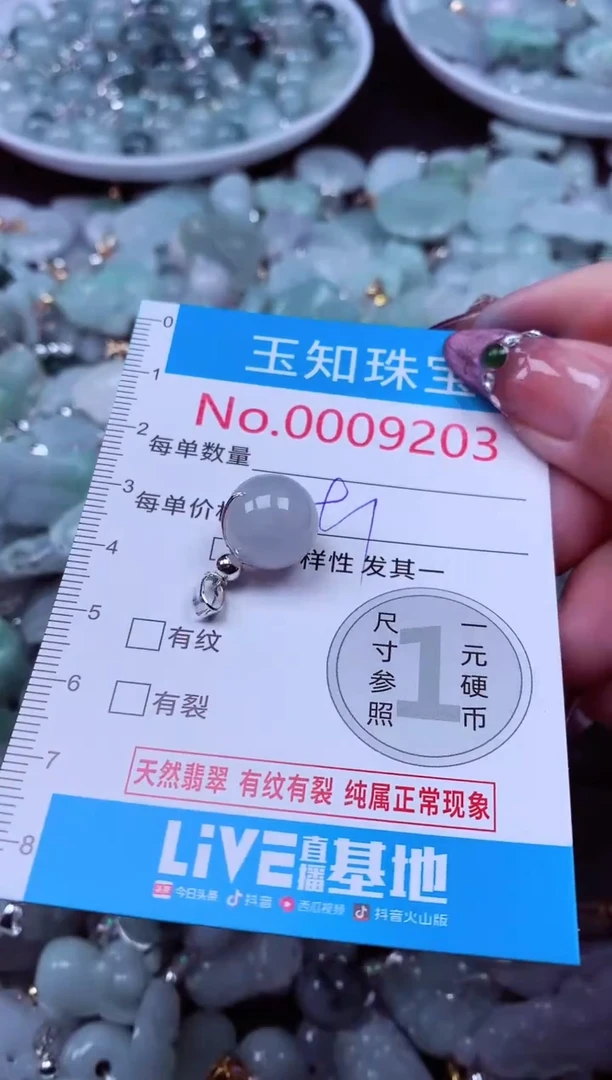 0
1
2
3
4
5
6
7
8
玉知珠宝
No.0009203
每单数量
每单价
样性 发其一
有纹
有裂
尺寸参照
1
一元硬币
天然翡翠 有纹有裂 纯属正常现象
LiVE直播基地
今日头条 抖音 西瓜视频 抖音火山版